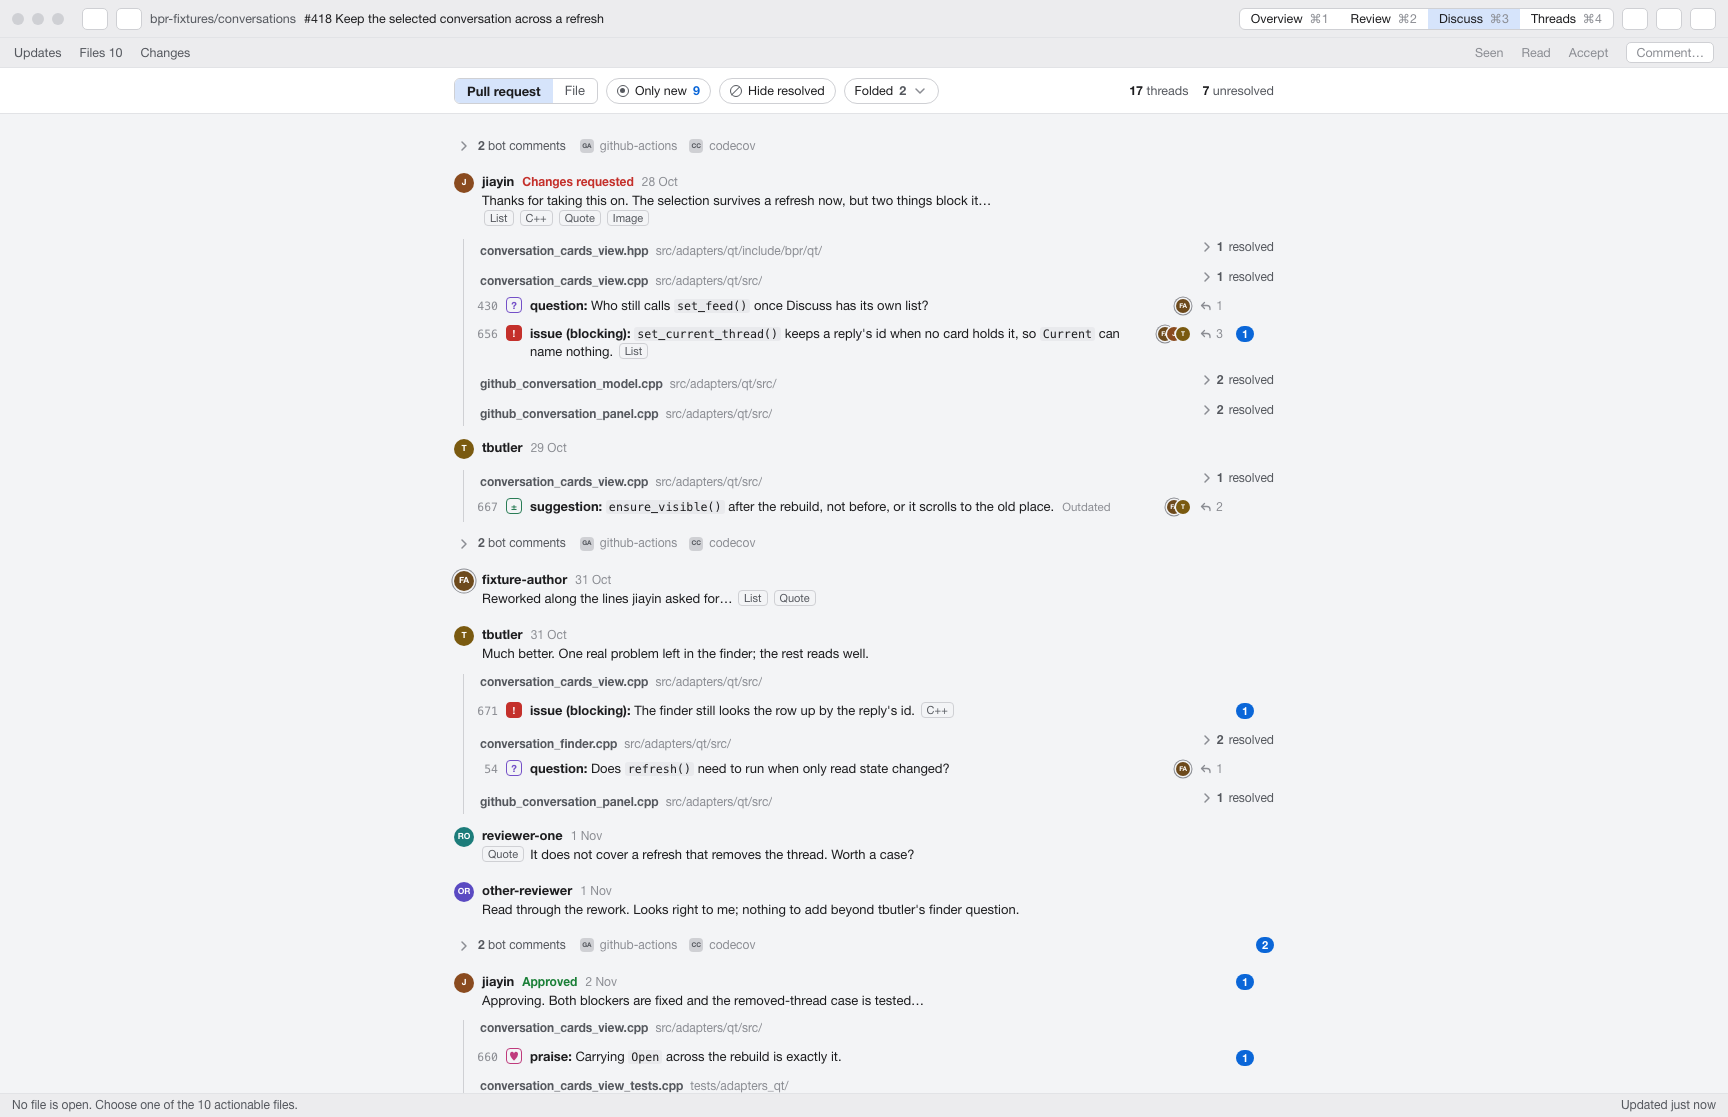 bpr-fixtures/conversations #418 Keep the selected conversation across a refresh
Overview ⌘1 Review ⌘2 Discuss ⌘3 Threads ⌘4
Updates Files 10 Changes
Seen Read Accept Comment…
Pull request File Only new 9 Hide resolved Folded 2
17 threads 7 unresolved
2 bot comments GA github-actions CC codecov
J jiayin Changes requested 28 Oct
Thanks for taking this on. The selection survives a refresh now, but two things block it…
List C++ Quote Image
conversation_cards_view.hpp src/adapters/qt/include/bpr/qt/ 1 resolved
conversation_cards_view.cpp src/adapters/qt/src/ 1 resolved
430 ? question: Who still calls set_feed() once Discuss has its own list? FA 1
656 ! issue (blocking): set_current_thread() keeps a reply's id when no card holds it, so Current can T 3 1
name nothing. List
github_conversation_model.cpp src/adapters/qt/src/ 2 resolved
github_conversation_panel.cpp src/adapters/qt/src/ 2 resolved
T tbutler 29 Oct
conversation_cards_view.cpp src/adapters/qt/src/ 1 resolved
667 ± suggestion: ensure_visible() after the rebuild, not before, or it scrolls to the old place. Outdated T 2
2 bot comments GA github-actions CC codecov
FA fixture-author 31 Oct
Reworked along the lines jiayin asked for… List Quote
T tbutler 31 Oct
Much better. One real problem left in the finder; the rest reads well.
conversation_cards_view.cpp src/adapters/qt/src/
671 ! issue (blocking): The finder still looks the row up by the reply's id. C++ 1
conversation_finder.cpp src/adapters/qt/src/ 2 resolved
54 ? question: Does refresh() need to run when only read state changed? FA 1
github_conversation_panel.cpp src/adapters/qt/src/ 1 resolved
RO reviewer-one 1 Nov
Quote It does not cover a refresh that removes the thread. Worth a case?
OR other-reviewer 1 Nov
Read through the rework. Looks right to me; nothing to add beyond tbutler's finder question.
2 bot comments GA github-actions CC codecov 2
J jiayin Approved 2 Nov 1
Approving. Both blockers are fixed and the removed-thread case is tested…
conversation_cards_view.cpp src/adapters/qt/src/
660 praise: Carrying Open across the rebuild is exactly it. 1
conversation_cards_view_tests.cpp tests/adapters_qt/
No file is open. Choose one of the 10 actionable files.
Updated just now